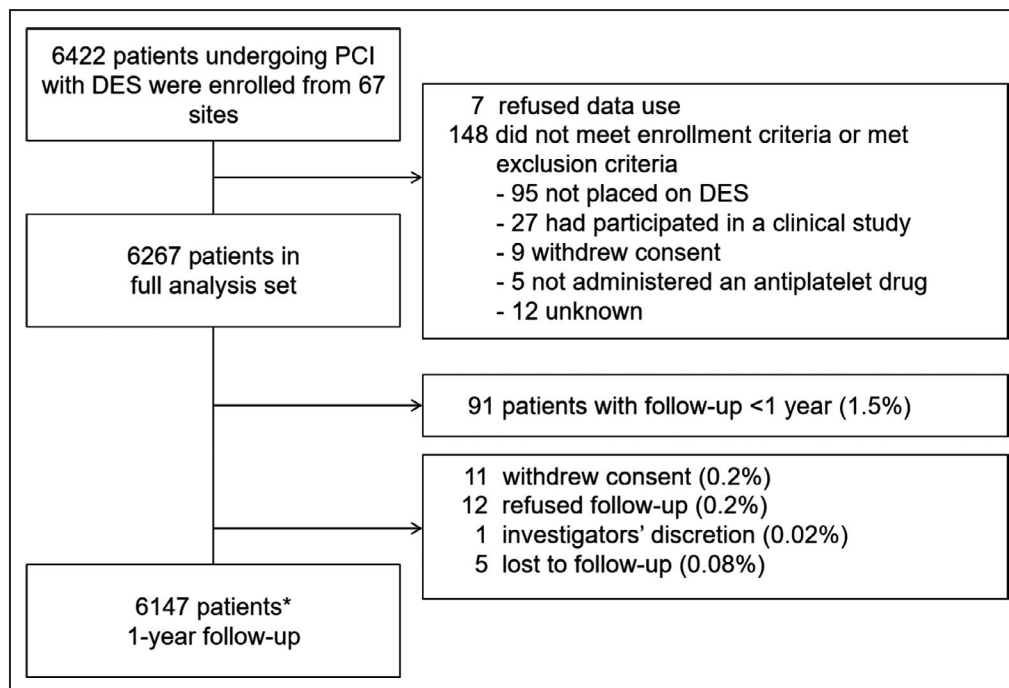 6422 patients undergoing PCI
with DES were enrolled from 67
sites
7 refused data use
148 did not meet enrollment criteria or met
exclusion criteria
- 95 not placed on DES
- 27 had participated in a clinical study
- 9 withdrew consent
- 5 not administered an antiplatelet drug
- 12 unknown
6267 patients in
full analysis set
91 patients with follow-up <1 year (1.5%)
11 withdrew consent (0.2%)
12 refused follow-up (0.2%)
1 investigators’ discretion (0.02%)
5 lost to follow-up (0.08%)
6147 patients*
1-year follow-up